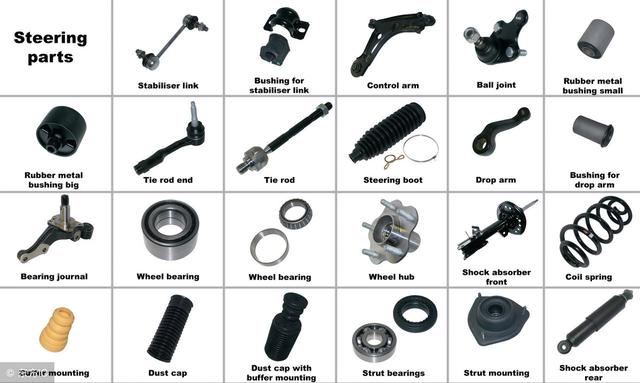 Steering
parts
Stabiliser link
Bushing for
stabiliser link
Control arm
Ball joint
Rubber metal
bushing small
Rubber metal
bushing big
Tie rod end
Tie rod
Steering boot
Drop arm
Bushing for
drop arm
Bearing journal
Wheel bearing
Wheel bearing
Wheel hub
Shock absorber
front
Coil spring
mounting
Dust cap
Dust cap with
buffer mounting
Strut bearings
Strut mounting
Shock absorber
rear